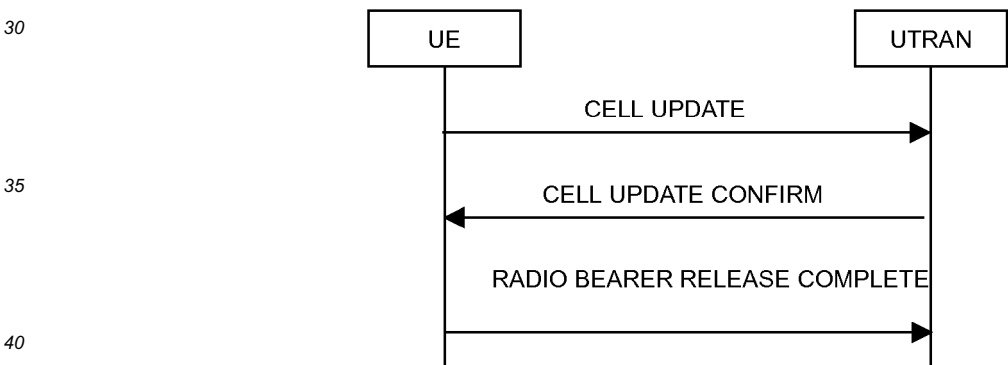 30
UE
UTRAN
CELL UPDATE
35
CELL UPDATE CONFIRM
RADIO BEARER RELEASE COMPLETE
40